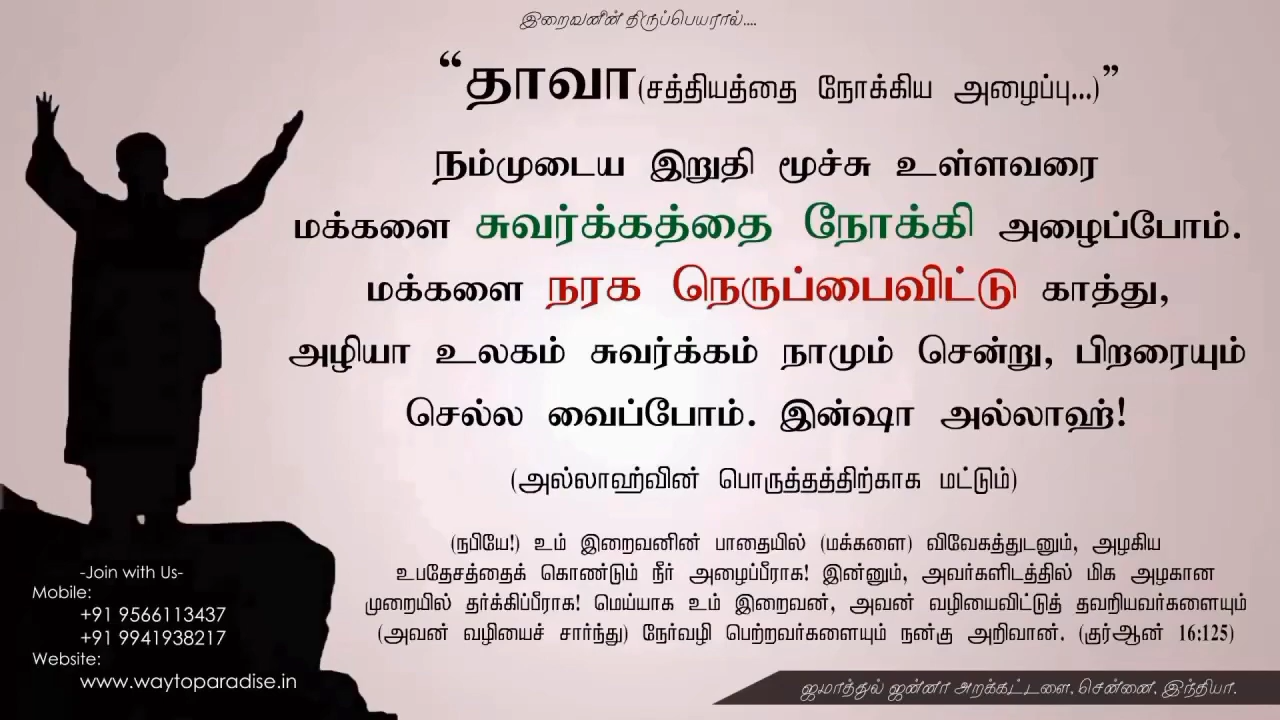 இறைவனின் திருப்பெயரால்....
“தாவா(சத்தியத்தை நோக்கிய அழைப்பு...)”
நம்முடைய இறுதி மூச்சு உள்ளவரை
மக்களை சுவர்க்கத்தை நோக்கி அழைப்போம்.
மக்களை நரக நெருப்பைவிட்டு காத்து,
அழியா உலகம் சுவர்க்கம் நாமும் சென்று, பிறரையும்
செல்ல வைப்போம். இன்ஷா அல்லாஹ்!
(அல்லாஹ்வின் பொருத்தத்திற்காக மட்டும்)
(நபியே!) உம் இறைவனின் பாதையில் (மக்களை) விவேகத்துடனும், அழகிய
உபதேசத்தைக் கொண்டும் நீர் அழைப்பீராக! இன்னும், அவர்களிடத்தில் மிக அழகான
முறையில் தர்க்கிப்பீராக! மெய்யாக உம் இறைவன், அவன் வழியைவிட்டுத் தவறியவர்களையும்
(அவன் வழியைச் சார்ந்து) நேர்வழி பெற்றவர்களையும் நன்கு அறிவான். (குர்ஆன் 16:125)
-Join with Us-
Mobile:
+91 9566113437
+91 9941938217
Website:
www.waytoparadise.in
ஜமாத்துல் ஜன்னா அறக்கட்டளை, சென்னை, இந்தியா.